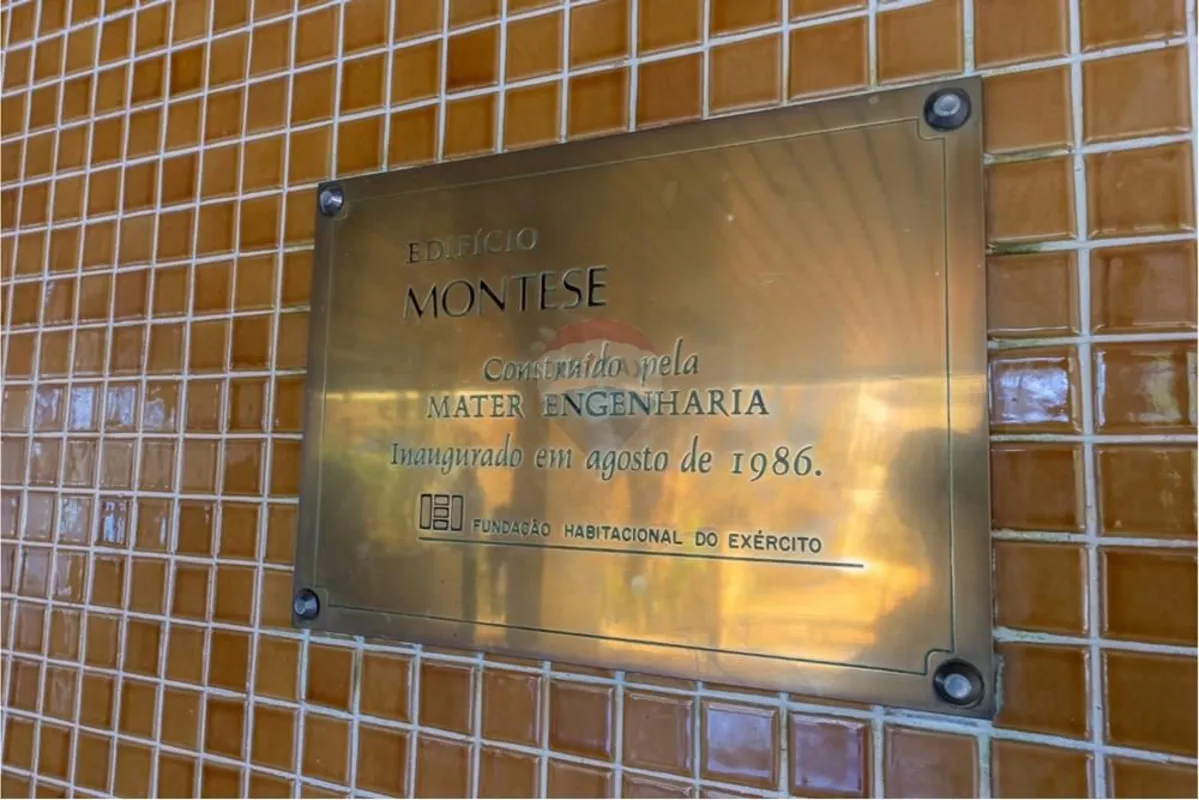 EDIFÍCIO
MONTESE
Construído pela
MATER ENGENHARIA
Inaugurado em agosto de 1986.
FUNDAÇÃO HABITACIONAL DO EXÉRCITO